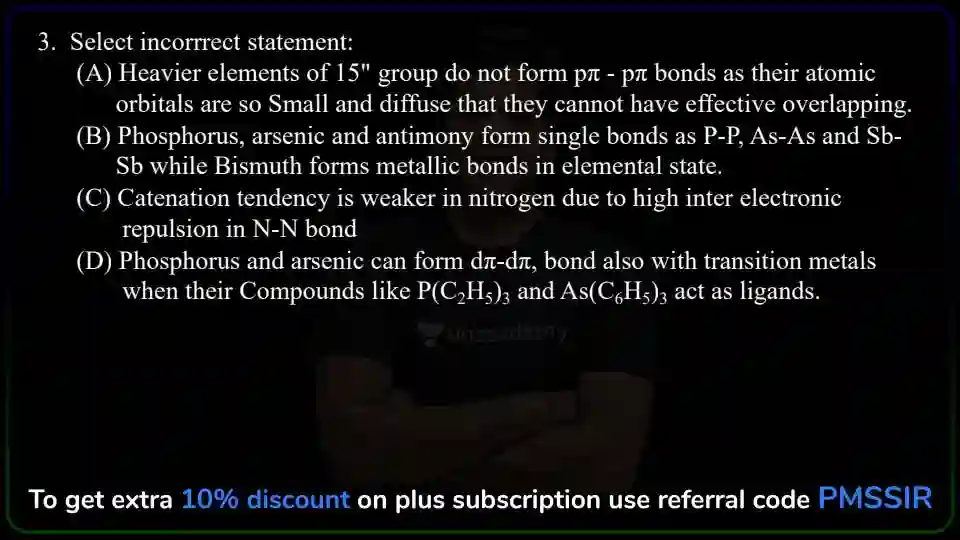 3. Select incorrrect statement:
(A) Heavier elements of 15" group do not form pπ - pπ bonds as their atomic
orbitals are so Small and diffuse that they cannot have effective overlapping.
(B) Phosphorus, arsenic and antimony form single bonds as P-P, As-As and Sb-
Sb while Bismuth forms metallic bonds in elemental state.
(C) Catenation tendency is weaker in nitrogen due to high inter electronic
repulsion in N-N bond
(D) Phosphorus and arsenic can form dπ-dπ, bond also with transition metals
when their Compounds like P(C₂H₅)₃ and As(C₆H₅)₃ act as ligands.
unacademy
To get extra 10% discount on plus subscription use referral code PMSSIR